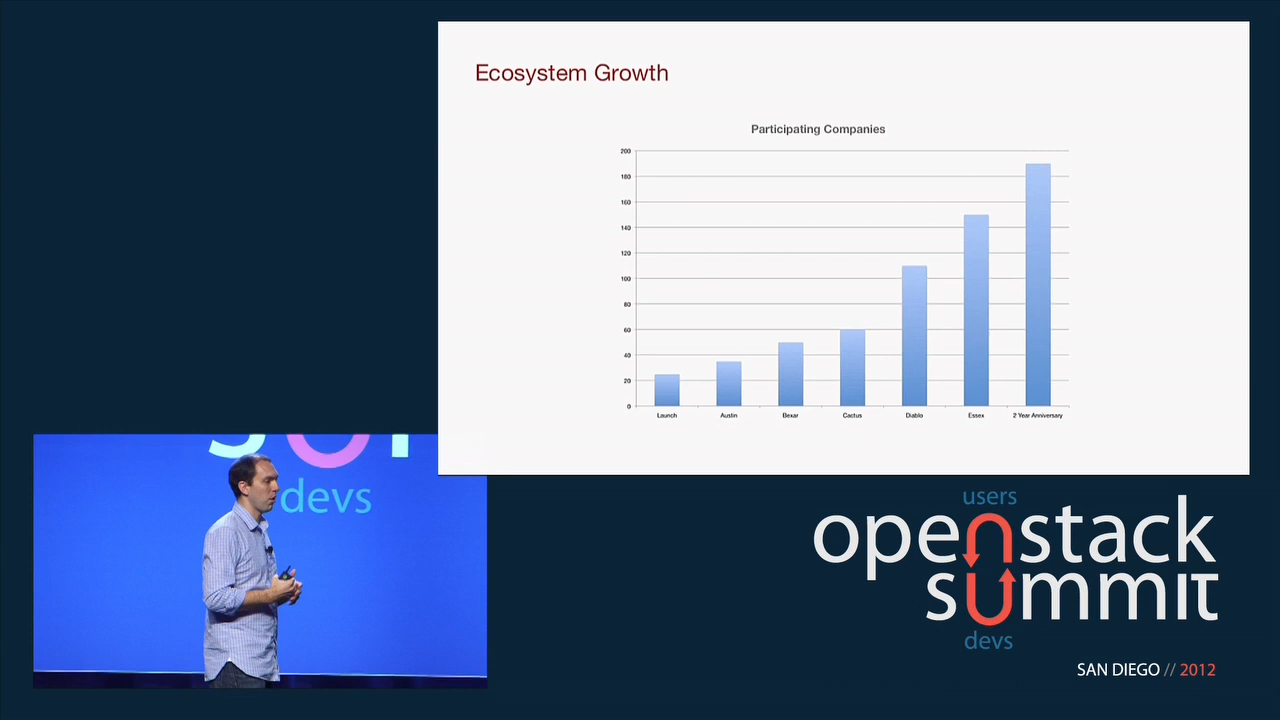 Ecosystem Growth
Participating Companies
200
180
160
140
120
100
80
60
40
20
0
Launch Austin Bexar Cactus Diablo Essex 2 Year Anniversary
devs
users
openstack
summit
devs
SAN DIEGO // 2012